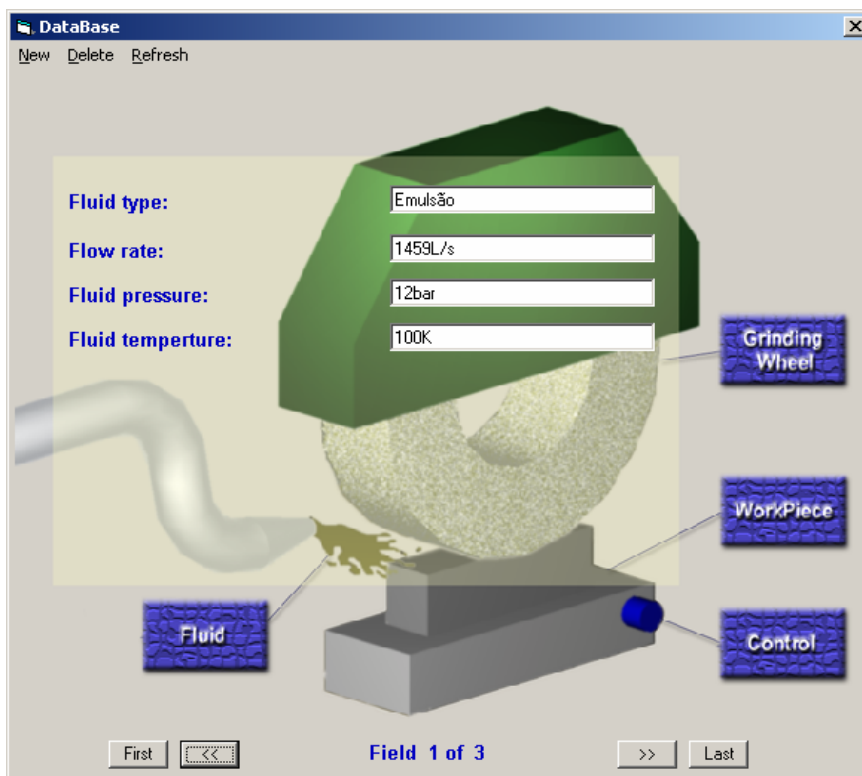 DataBase
New Delete Refresh
Fluid type: Emulsão
Flow rate: 1459L/s
Fluid pressure: 12bar
Fluid temperture: 100K
Grinding
Wheel
WorkPiece
Fluid
Control
First << Field 1 of 3 >> Last